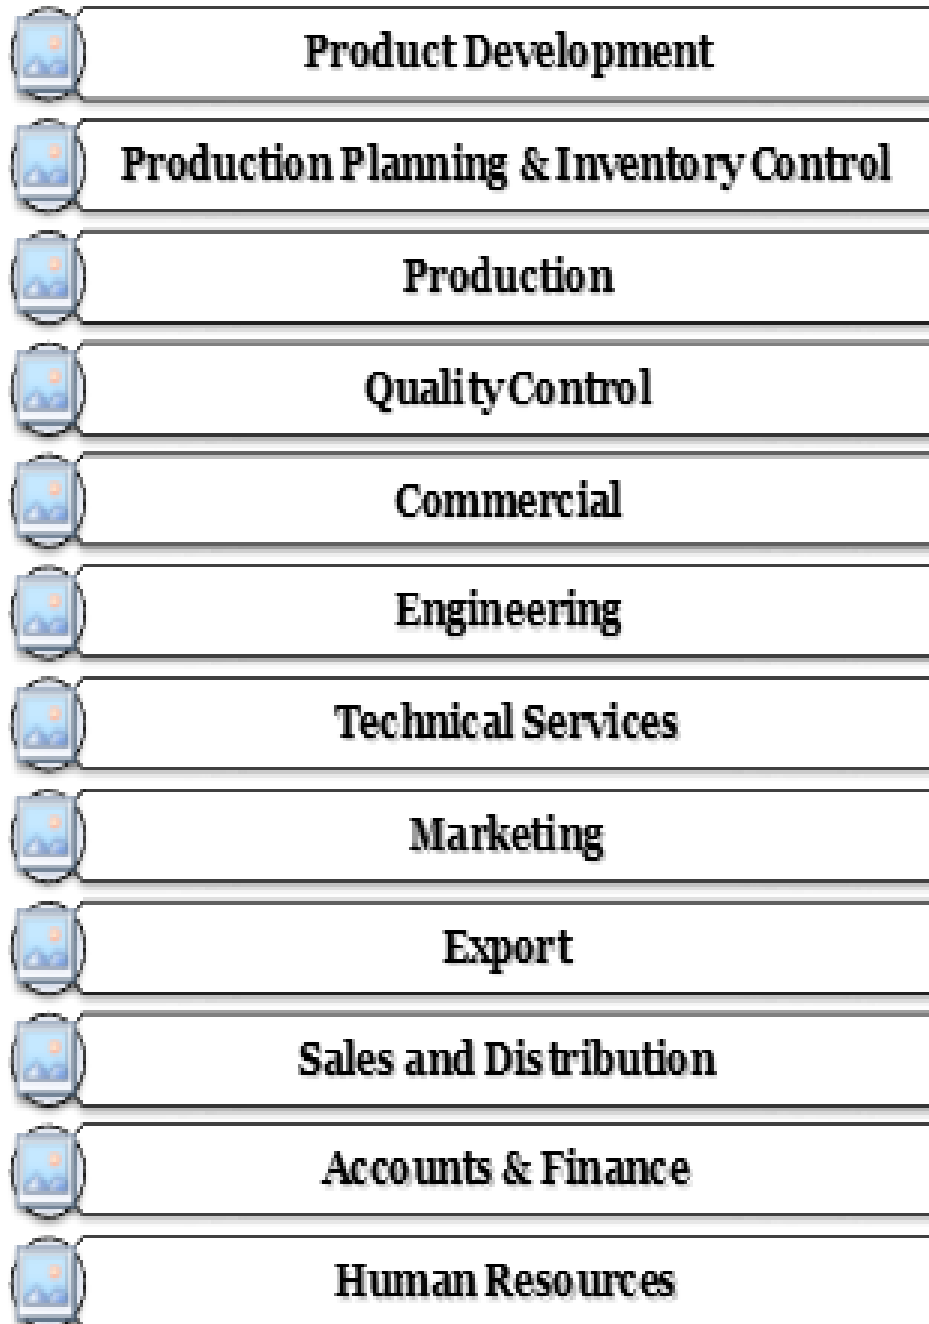 Product Development
Production Planning & Inventory Control
Production
Quality Control
Commercial
Engineering
Technical Services
Marketing
Export
Sales and Distribution
Accounts & Finance
Human Resources